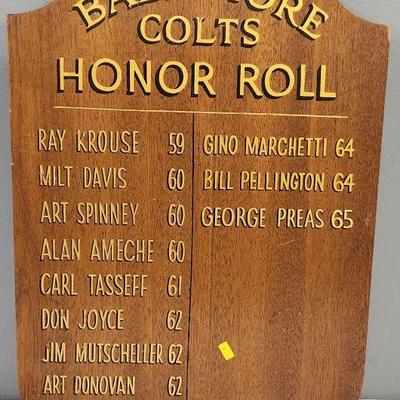 BALTIMORE
COLTS
HONOR ROLL
RAY KROUSE 59
MILT DAVIS 60
ART SPINNEY 60
ALAN AMECHE 60
CARL TASSEFF 61
DON JOYCE 62
JIM MUTSCHELLER 62
ART DONOVAN 62
GINO MARCHETTI 64
BILL PELLINGTON 64
GEORGE PREAS 65